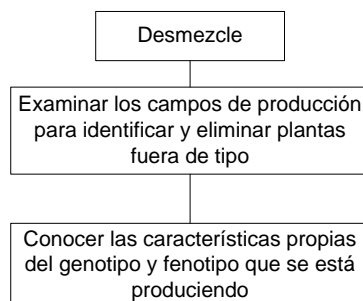 Desmezcle
Examinar los campos de producción
para identificar y eliminar plantas
fuera de tipo
Conocer las características propias
del genotipo y fenotipo que se está
produciendo